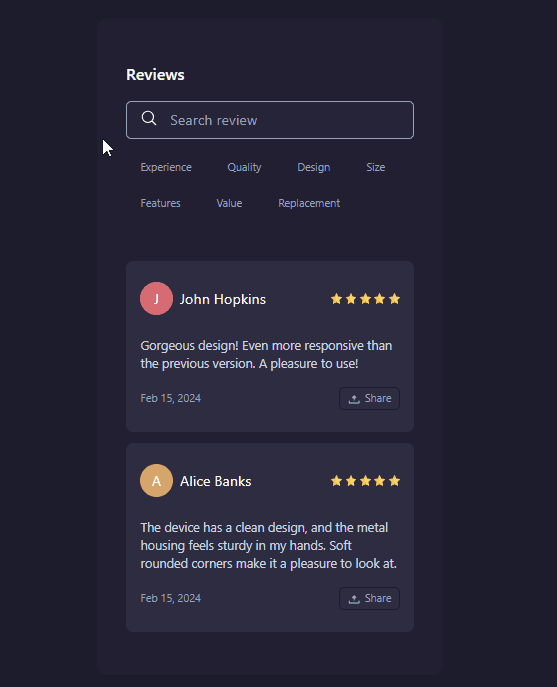 Reviews
Search review
Experience Quality Design Size
Features Value Replacement
J John Hopkins
Gorgeous design! Even more responsive than
the previous version. A pleasure to use!
Feb 15, 2024 Share
A Alice Banks
The device has a clean design, and the metal
housing feels sturdy in my hands. Soft
rounded corners make it a pleasure to look at.
Feb 15, 2024 Share